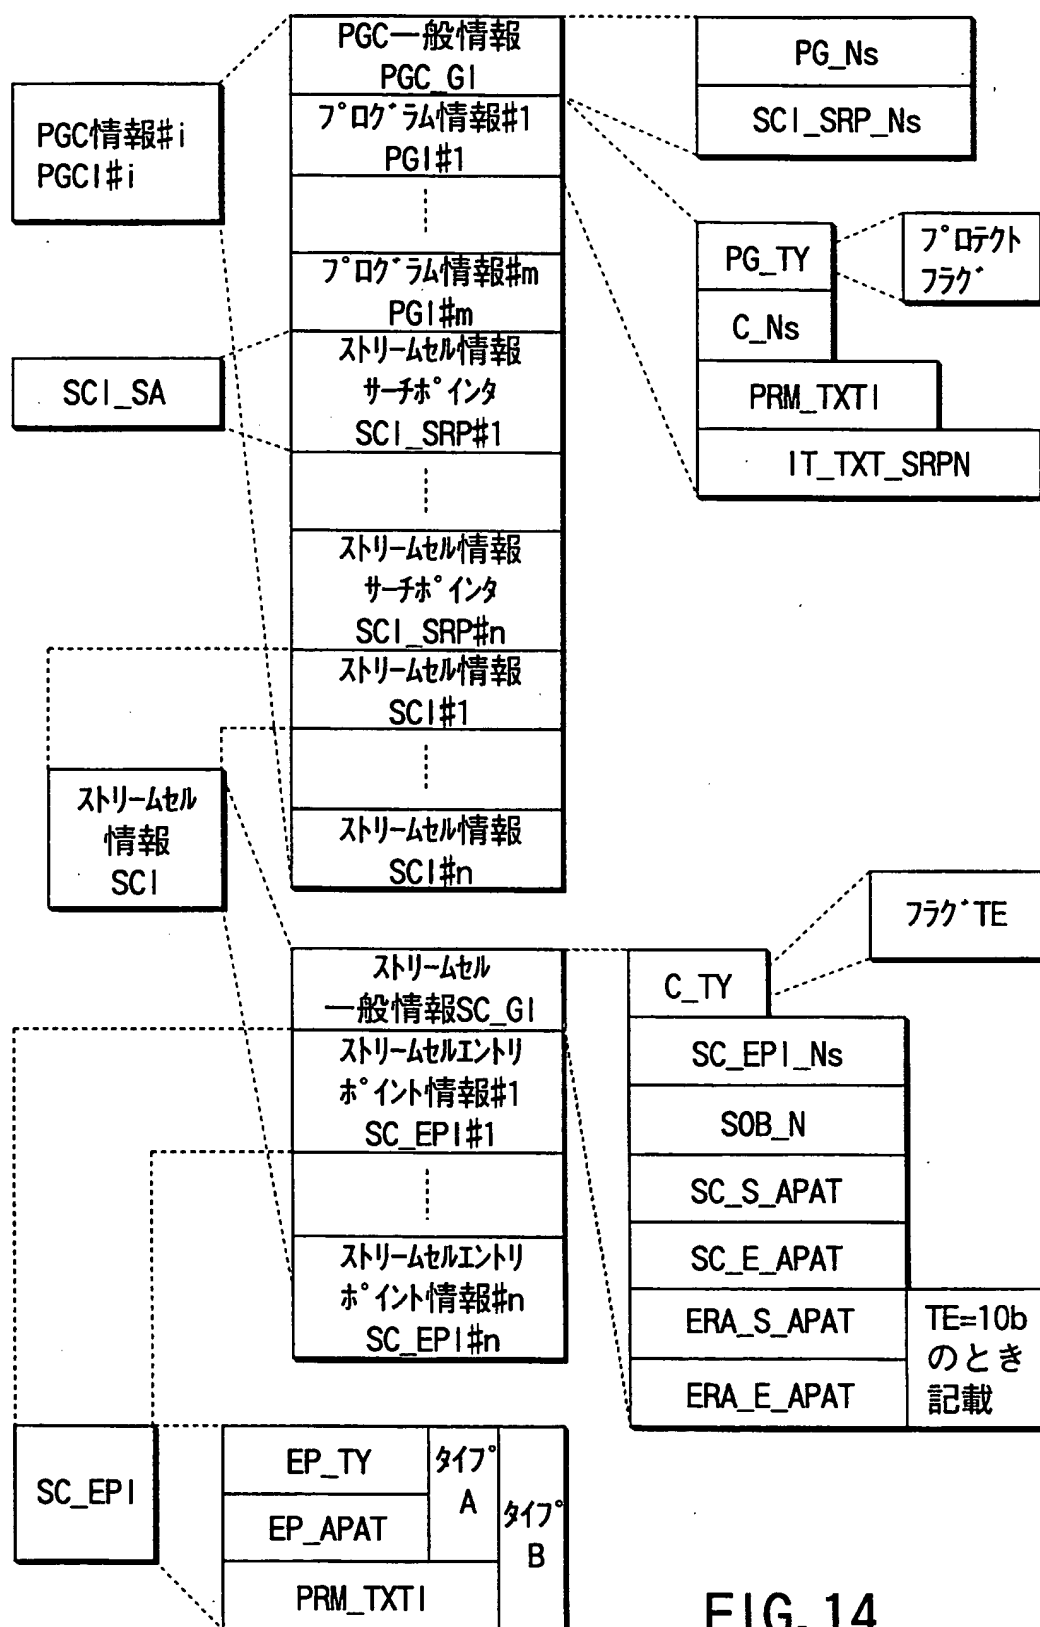 PGC一般情報
PGC_GI
プログラム情報#1
PGI#1
プログラム情報#m
PGI#m
ストリームセル情報
サーチポインタ
SCI_SRP#1
ストリームセル情報
サーチポインタ
SCI_SRP#n
ストリームセル情報
SCI#1
ストリームセル情報
SCI#n
PGC情報#i
PGCI#i
SCI_SA
PG_Ns
SCI_SRP_Ns
PG_TY
プロテクト
フラグ
C_Ns
PRM_TXTI
IT_TXT_SRPN
ストリームセル
情報
SCI
ストリームセル
一般情報SC_GI
ストリームセルエントリ
ポイント情報#1
SC_EPI#1
ストリームセルエントリ
ポイント情報#n
SC_EPI#n
フラグTE
C_TY
SC_EPI_Ns
SOB_N
SC_S_APAT
SC_E_APAT
ERA_S_APAT
ERA_E_APAT
TE=10b
のとき
記載
SC_EPI
EP_TY
EP_APAT
PRM_TXTI
タイプ
A
タイプ
B
FIG.14